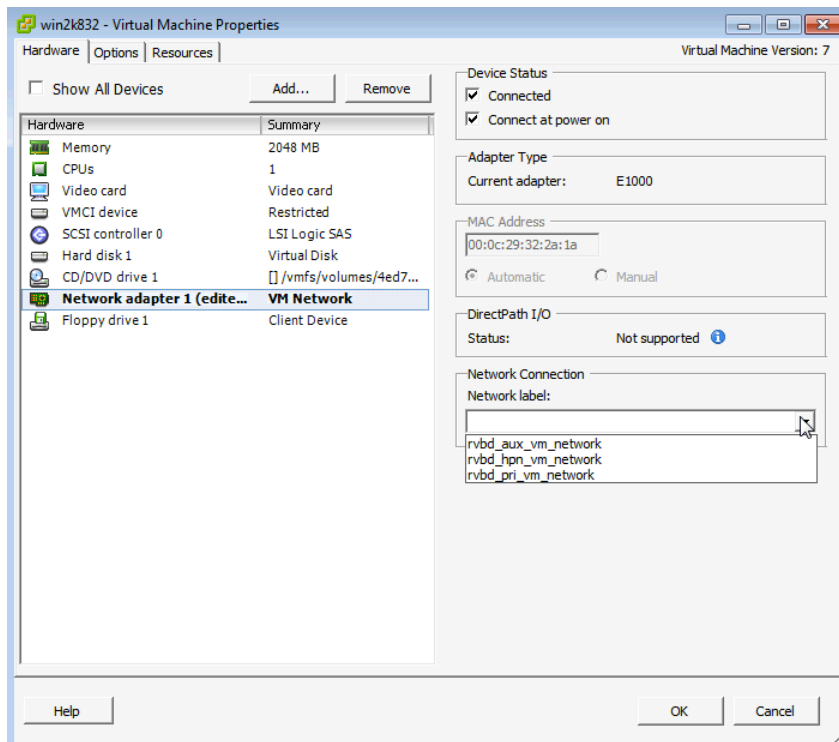 win2k832 - Virtual Machine Properties
Hardware Options Resources Virtual Machine Version: 7
Show All Devices Add... Remove
Hardware Summary
Memory 2048 MB
CPUs 1
Video card Video card
VMCI device Restricted
SCSI controller 0 LSI Logic SAS
Hard disk 1 Virtual Disk
CD/DVD drive 1 [] /vmfs/volumes/4ed7...
Network adapter 1 (edite... VM Network
Floppy drive 1 Client Device
Device Status
Connected
Connect at power on
Adapter Type
Current adapter: E1000
MAC Address
00:0c:29:32:2a:1a
Automatic Manual
DirectPath I/O
Status: Not supported
Network Connection
Network label:
rvbd_aux_vm_network
rvbd_hpn_vm_network
rvbd_pri_vm_network
Help OK Cancel